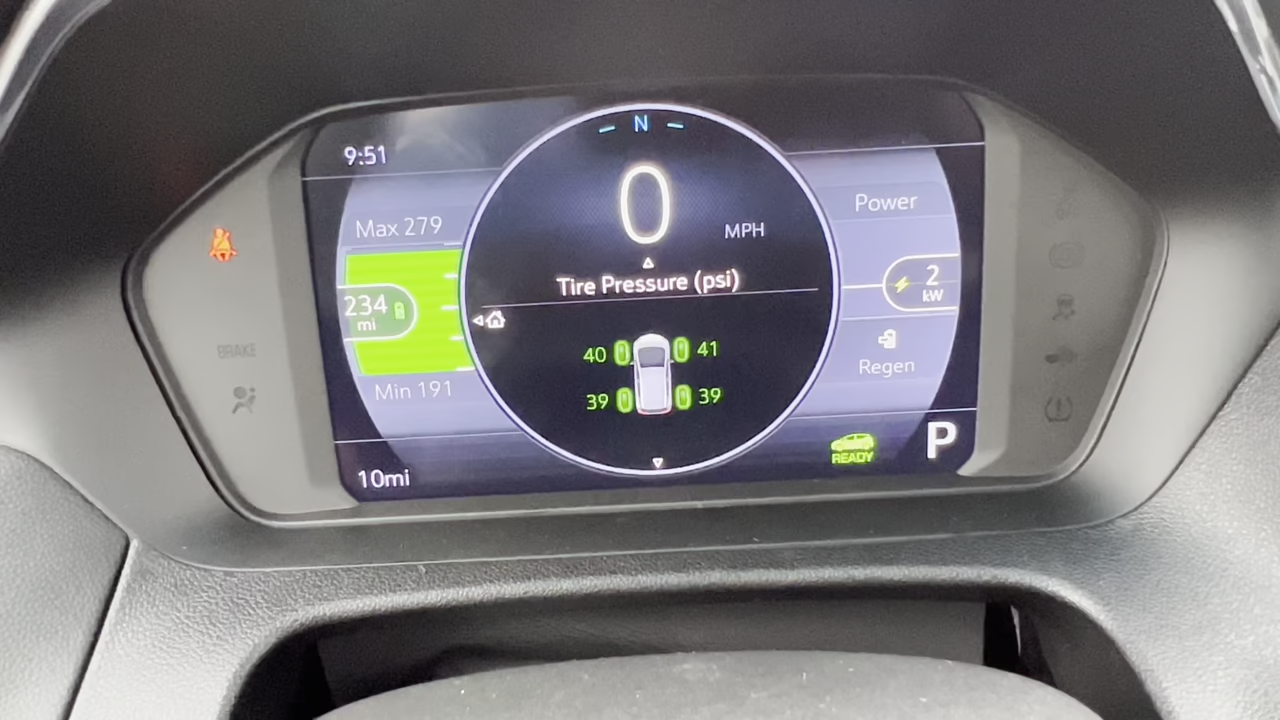 N
9:51
0
Power
Max 279
MPH
Tire Pressure (psi)
2
kW
234
mi
BRAKE
40
41
Regen
Min 191
39
39
READY
P
10mi